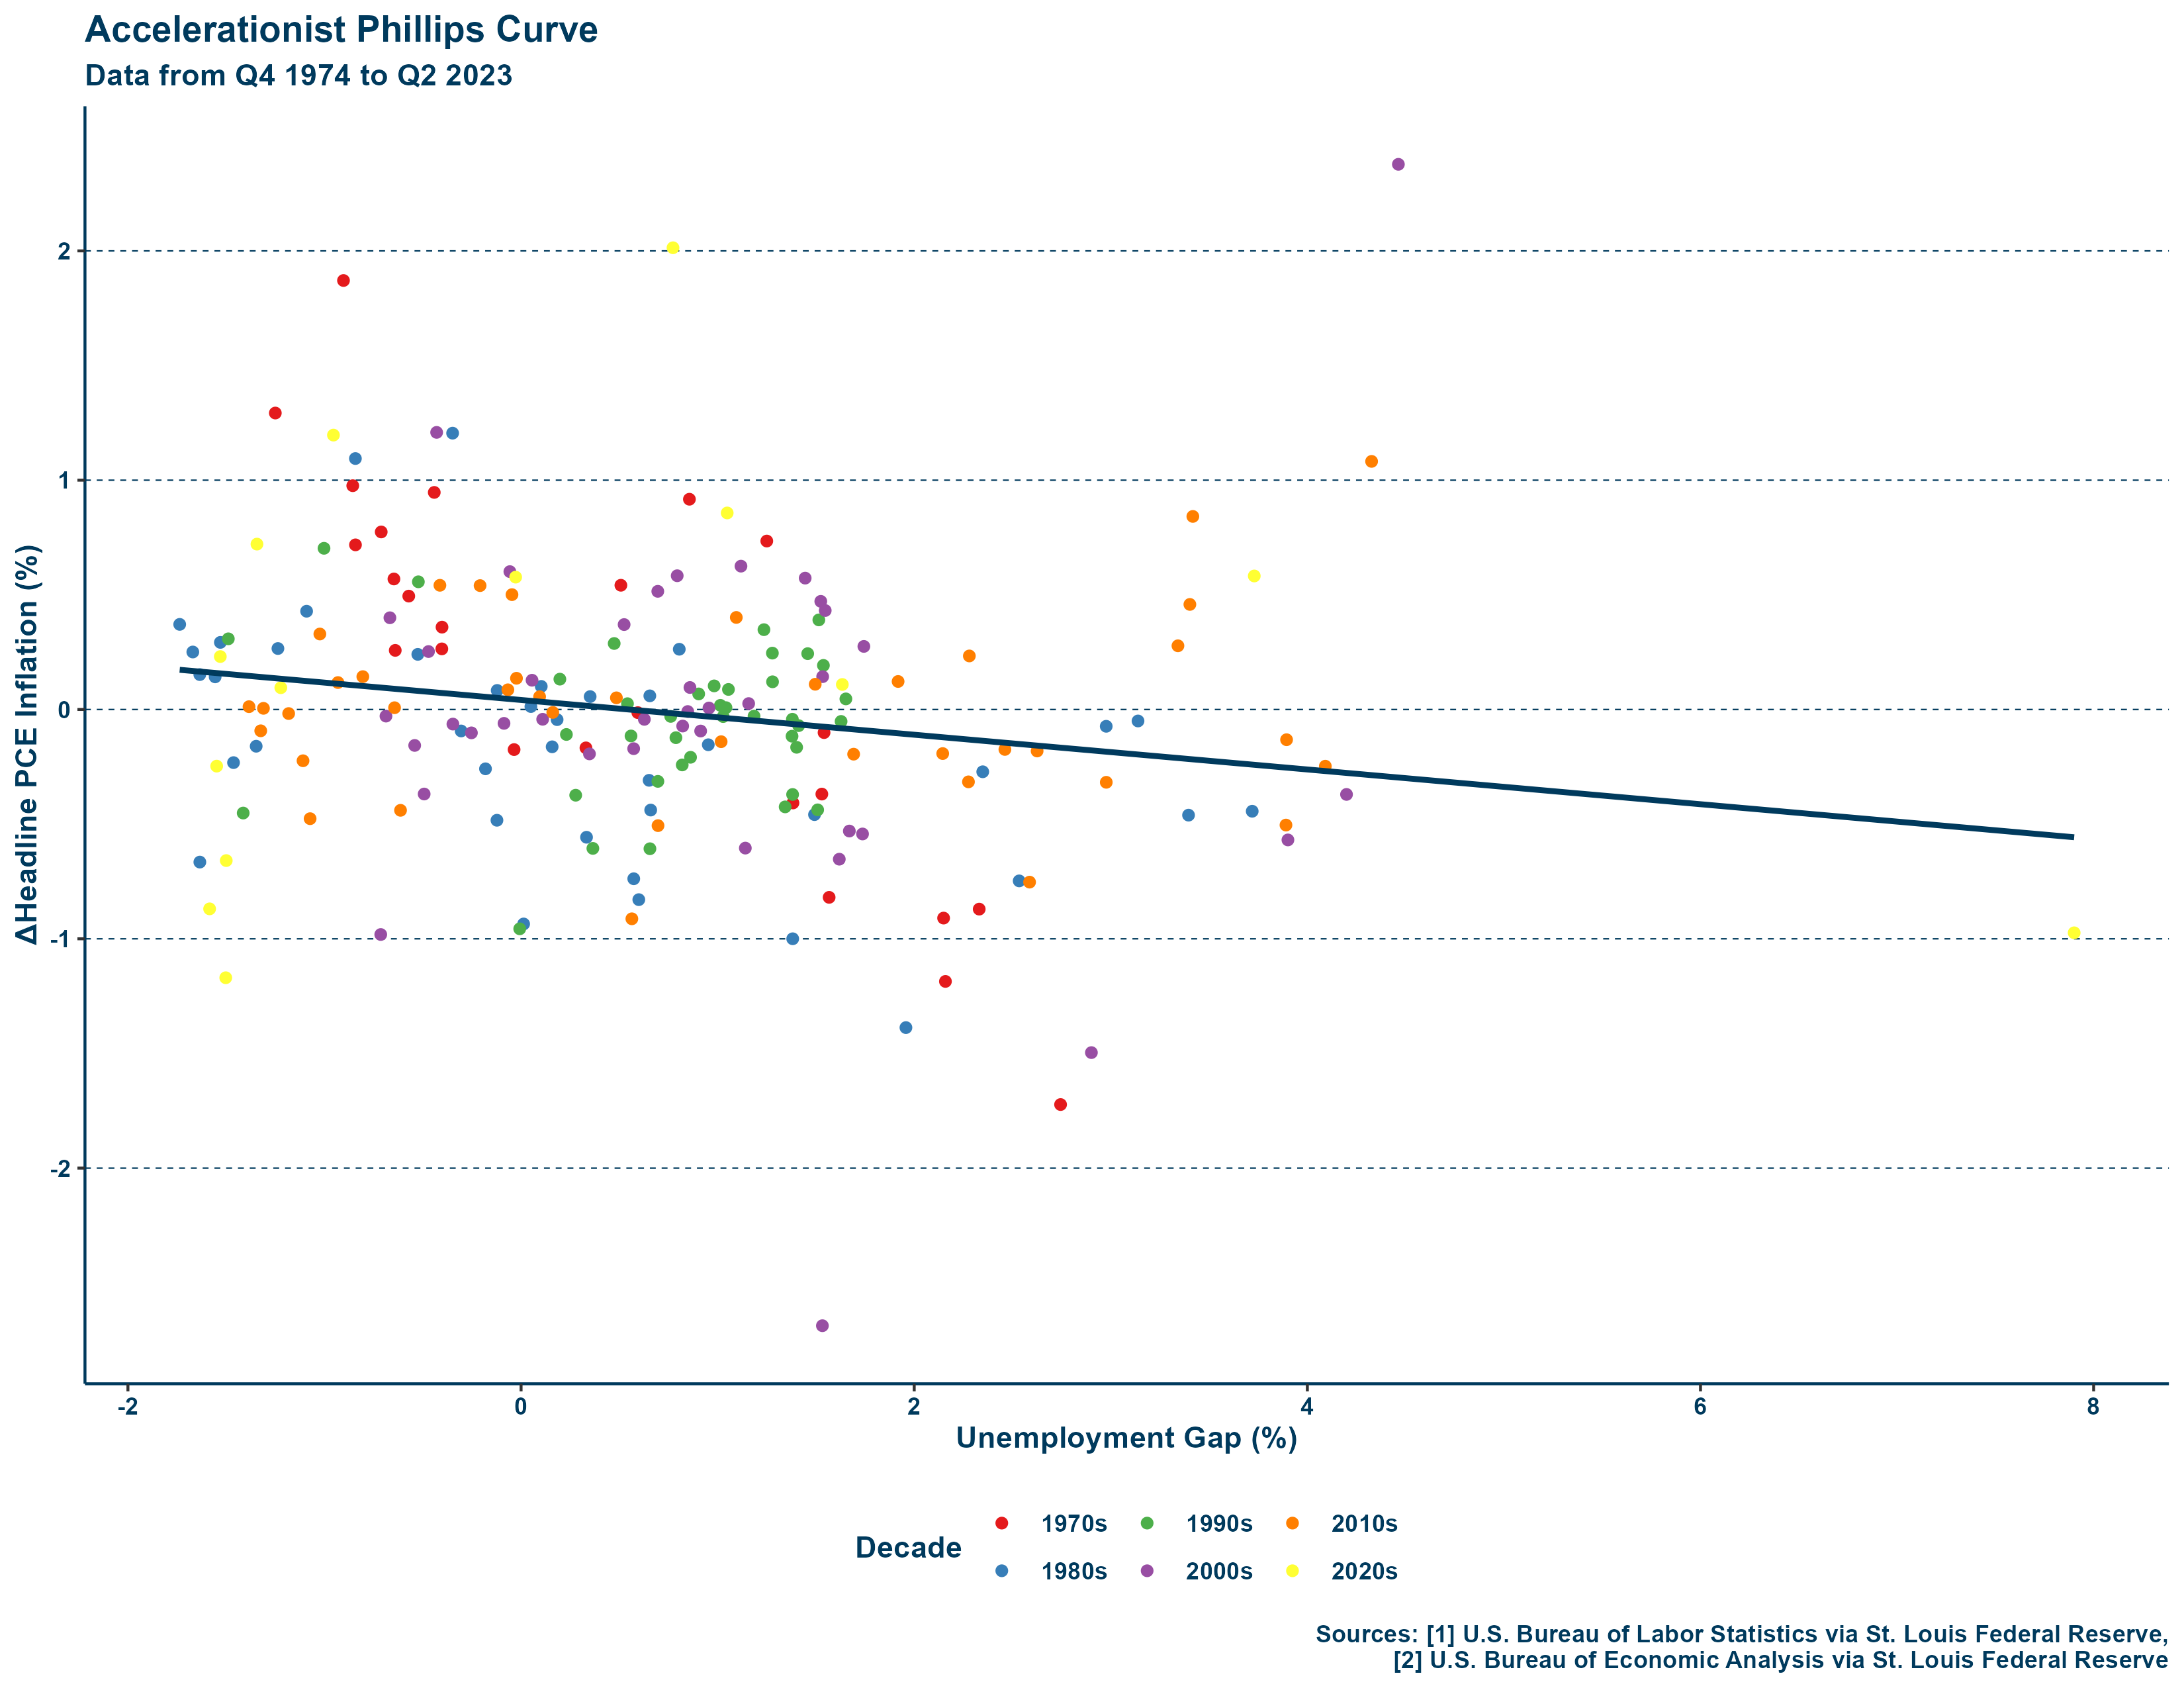 Accelerationist Phillips Curve
Data from Q4 1974 to Q2 2023
ΔHeadline PCE Inflation (%)
2
1
0
-1
-2
-2
0
2
4
6
8
Unemployment Gap (%)
Decade
1970s
1990s
2010s
1980s
2000s
2020s
Sources: [1] U.S. Bureau of Labor Statistics via St. Louis Federal Reserve,
[2] U.S. Bureau of Economic Analysis via St. Louis Federal Reserve